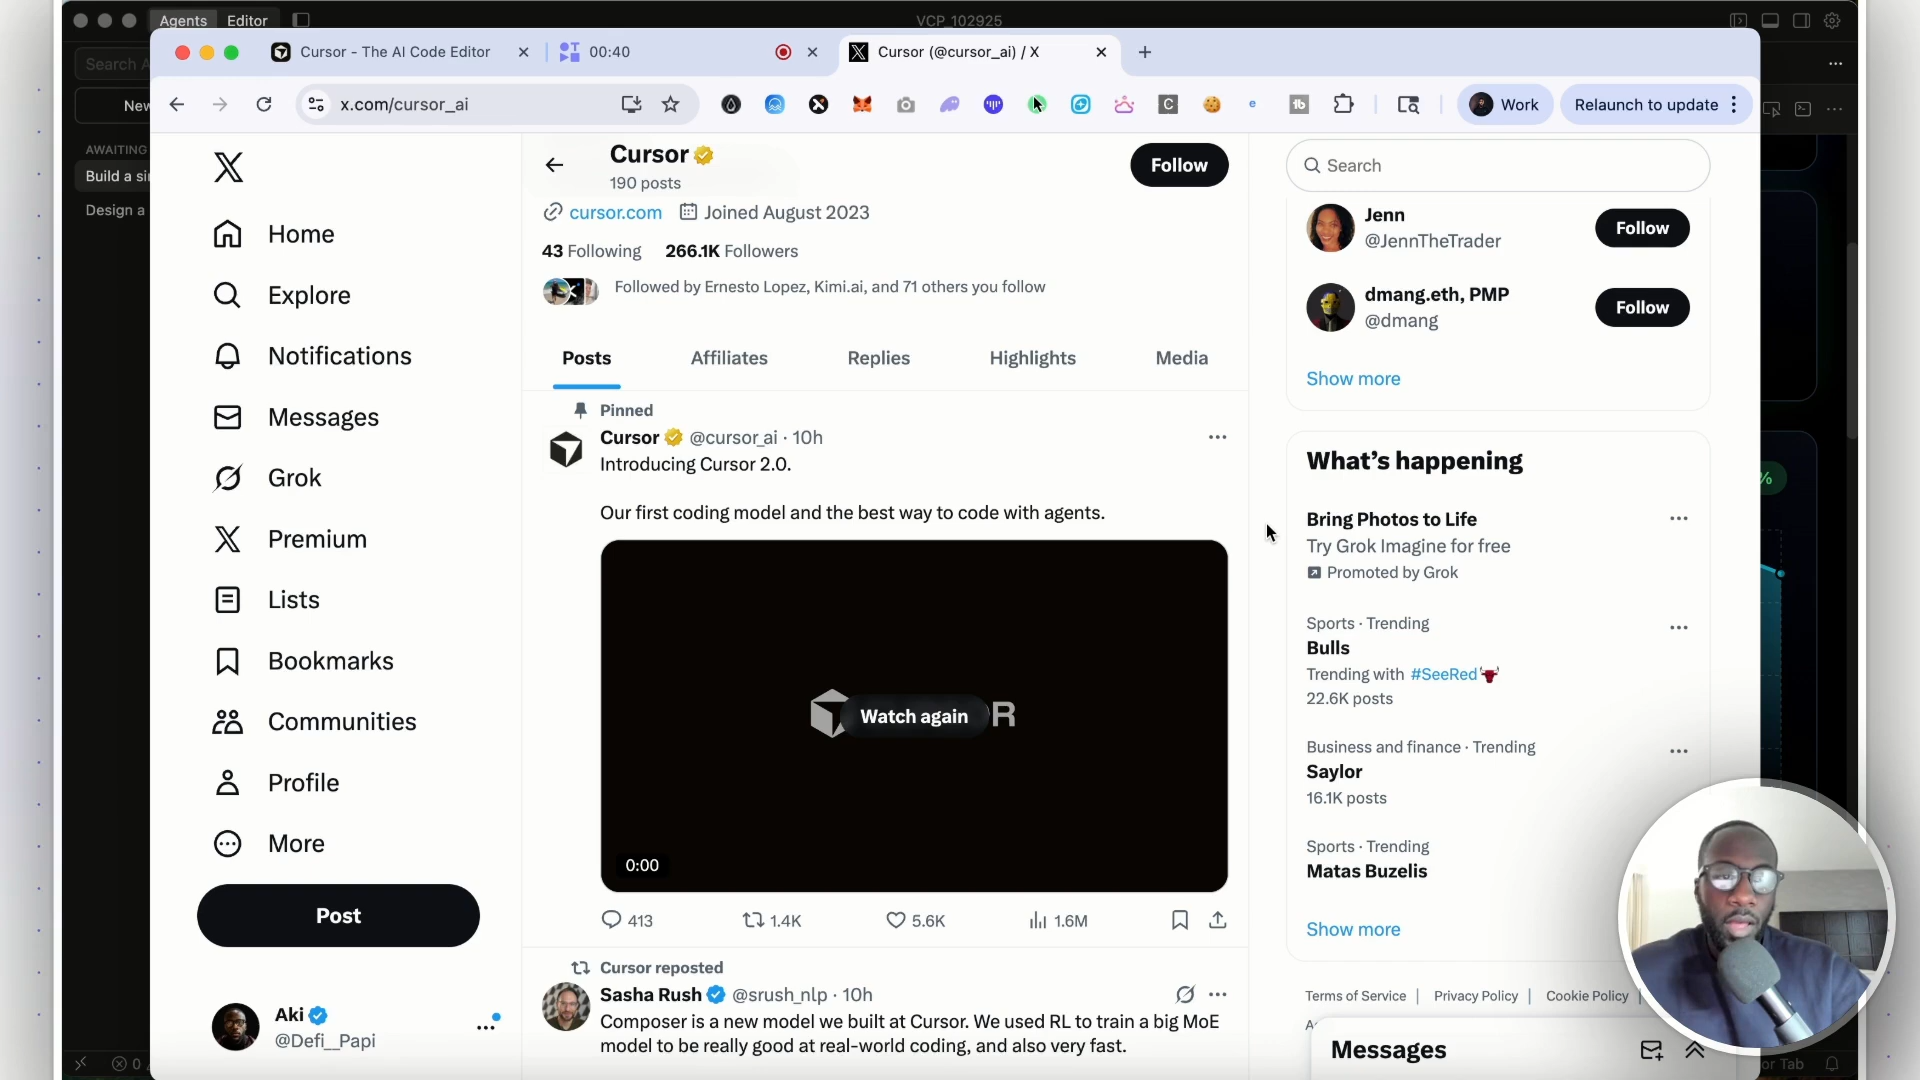 Agents Editor
VCP_102925
Cursor - The AI Code Editor
00:40
Cursor (@cursor_ai) / X
Search A
New
x.com/cursor_ai
Work
Relaunch to update
AWAITING
Build a si
Design a
Home
Explore
Notifications
Messages
Grok
Premium
Lists
Bookmarks
Communities
Profile
More
Post
Aki
@Defi__Papi
Cursor
190 posts
Follow
cursor.com Joined August 2023
43 Following 266.1K Followers
Followed by Ernesto Lopez, Kimi.ai, and 71 others you follow
Posts Affiliates Replies Highlights Media
Pinned
Cursor @cursor_ai · 10h
Introducing Cursor 2.0.
Our first coding model and the best way to code with agents.
Watch again
R
0:00
413 1.4K 5.6K 1.6M
Cursor reposted
Sasha Rush @srush_nlp · 10h
Composer is a new model we built at Cursor. We used RL to train a big MoE
model to be really good at real-world coding, and also very fast.
Search
Jenn
@JennTheTrader
Follow
dmang.eth, PMP
@dmang
Follow
Show more
What's happening
Bring Photos to Life
Try Grok Imagine for free
Promoted by Grok
Sports · Trending
Bulls
Trending with #SeeRed
22.6K posts
Business and finance · Trending
Saylor
16.1K posts
Sports · Trending
Matas Buzelis
Show more
Terms of Service | Privacy Policy | Cookie Policy |
Messages
%
0
or Tab